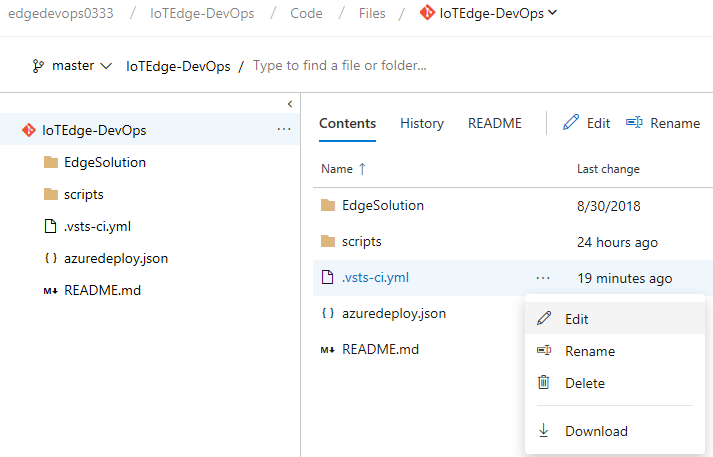 edgedevops0333 / IoTEdge-DevOps / Code / Files / IoTEdge-DevOps
master IoTEdge-DevOps / Type to find a file or folder...
IoTEdge-DevOps ...
EdgeSolution
scripts
.vsts-ci.yml
{ } azuredeploy.json
M↓ README.md
Contents History README Edit Rename
Name ↑ Last change
EdgeSolution 8/30/2018
scripts 24 hours ago
.vsts-ci.yml ... 19 minutes ago
{ } azuredeploy.json
M↓ README.md
Edit
Rename
Delete
Download